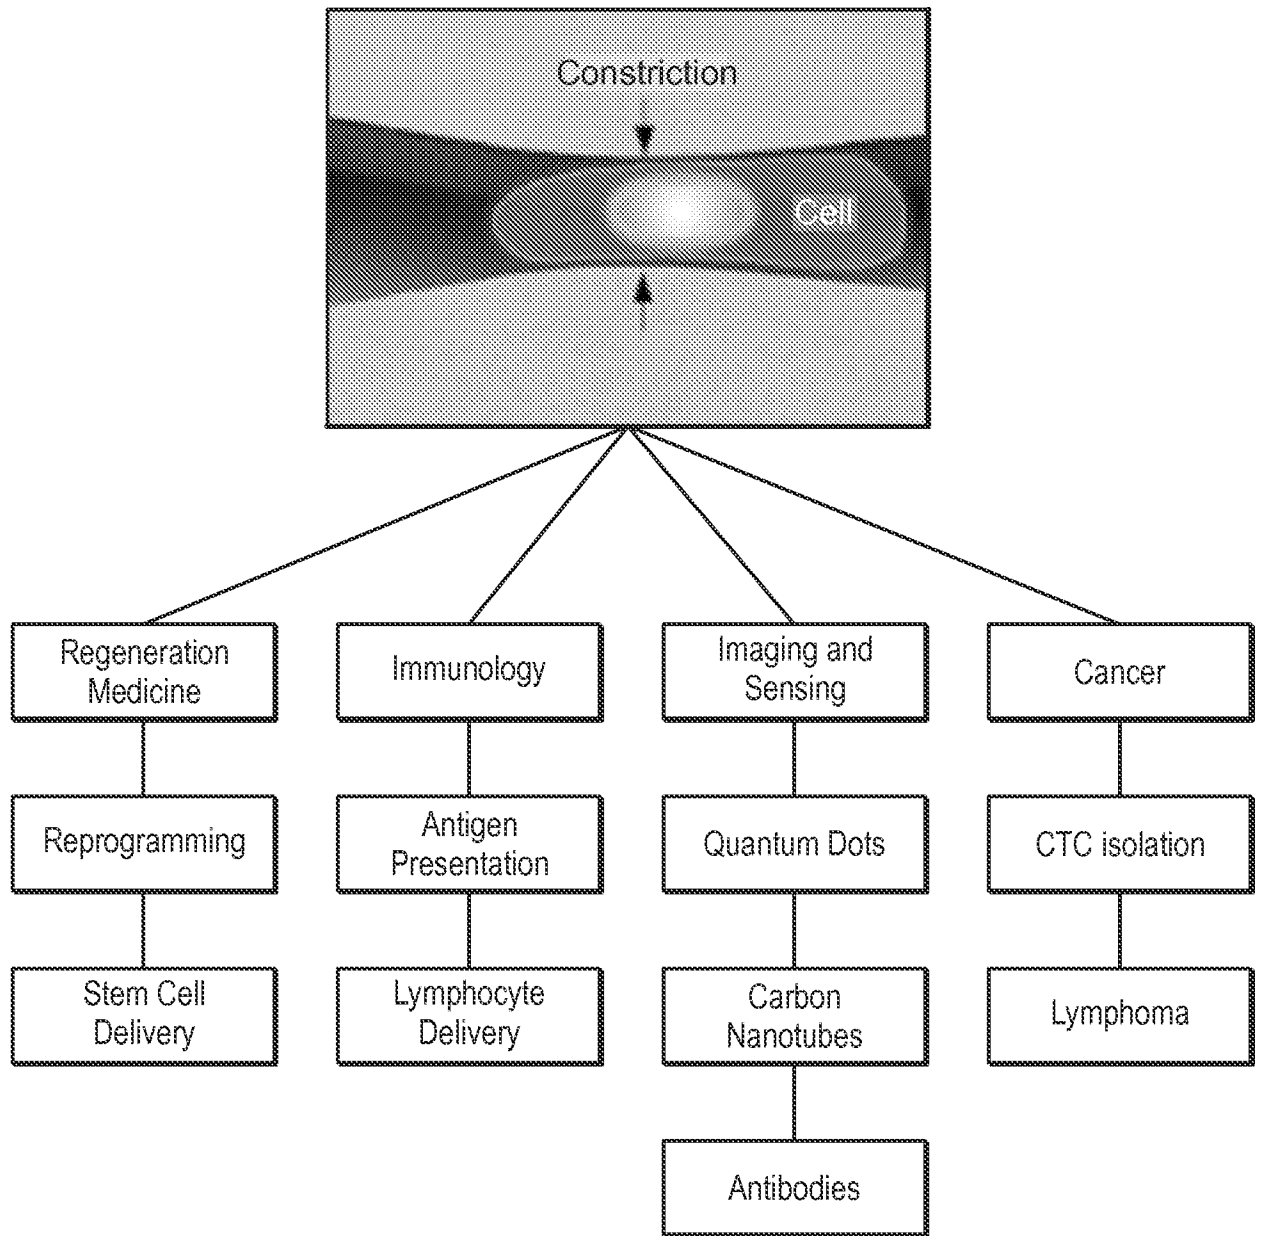 Constriction
Cell
Regeneration
Medicine
Immunology
Imaging and
Sensing
Cancer
Reprogramming
Antigen
Presentation
Quantum Dots
CTC isolation
Stem Cell
Delivery
Lymphocyte
Delivery
Carbon
Nanotubes
Lymphoma
Antibodies